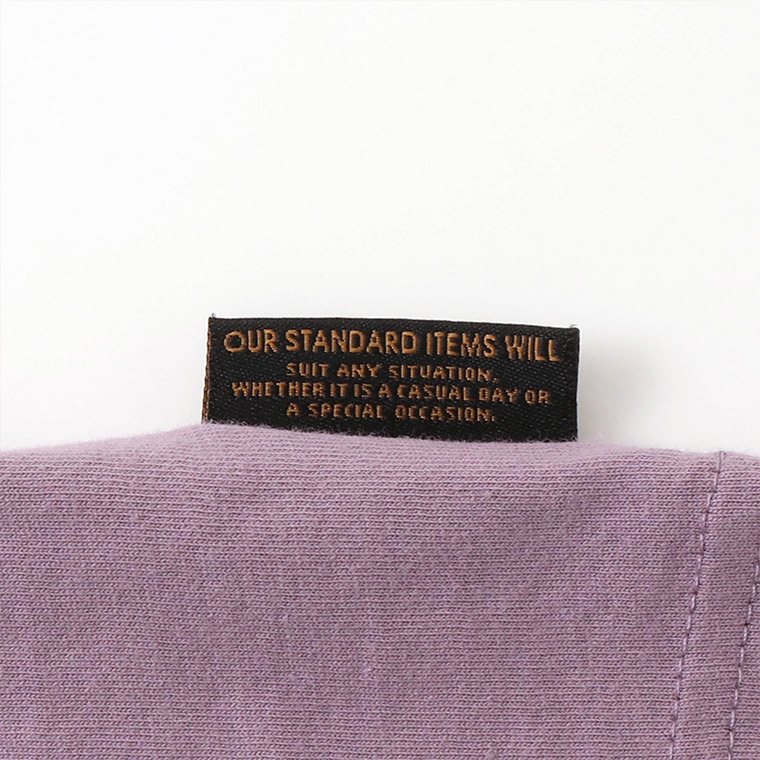 OUR STANDARD ITEMS WILL
SUIT ANY SITUATION,
WHETHER IT IS A CASUAL DAY OR
A SPECIAL OCCASION.